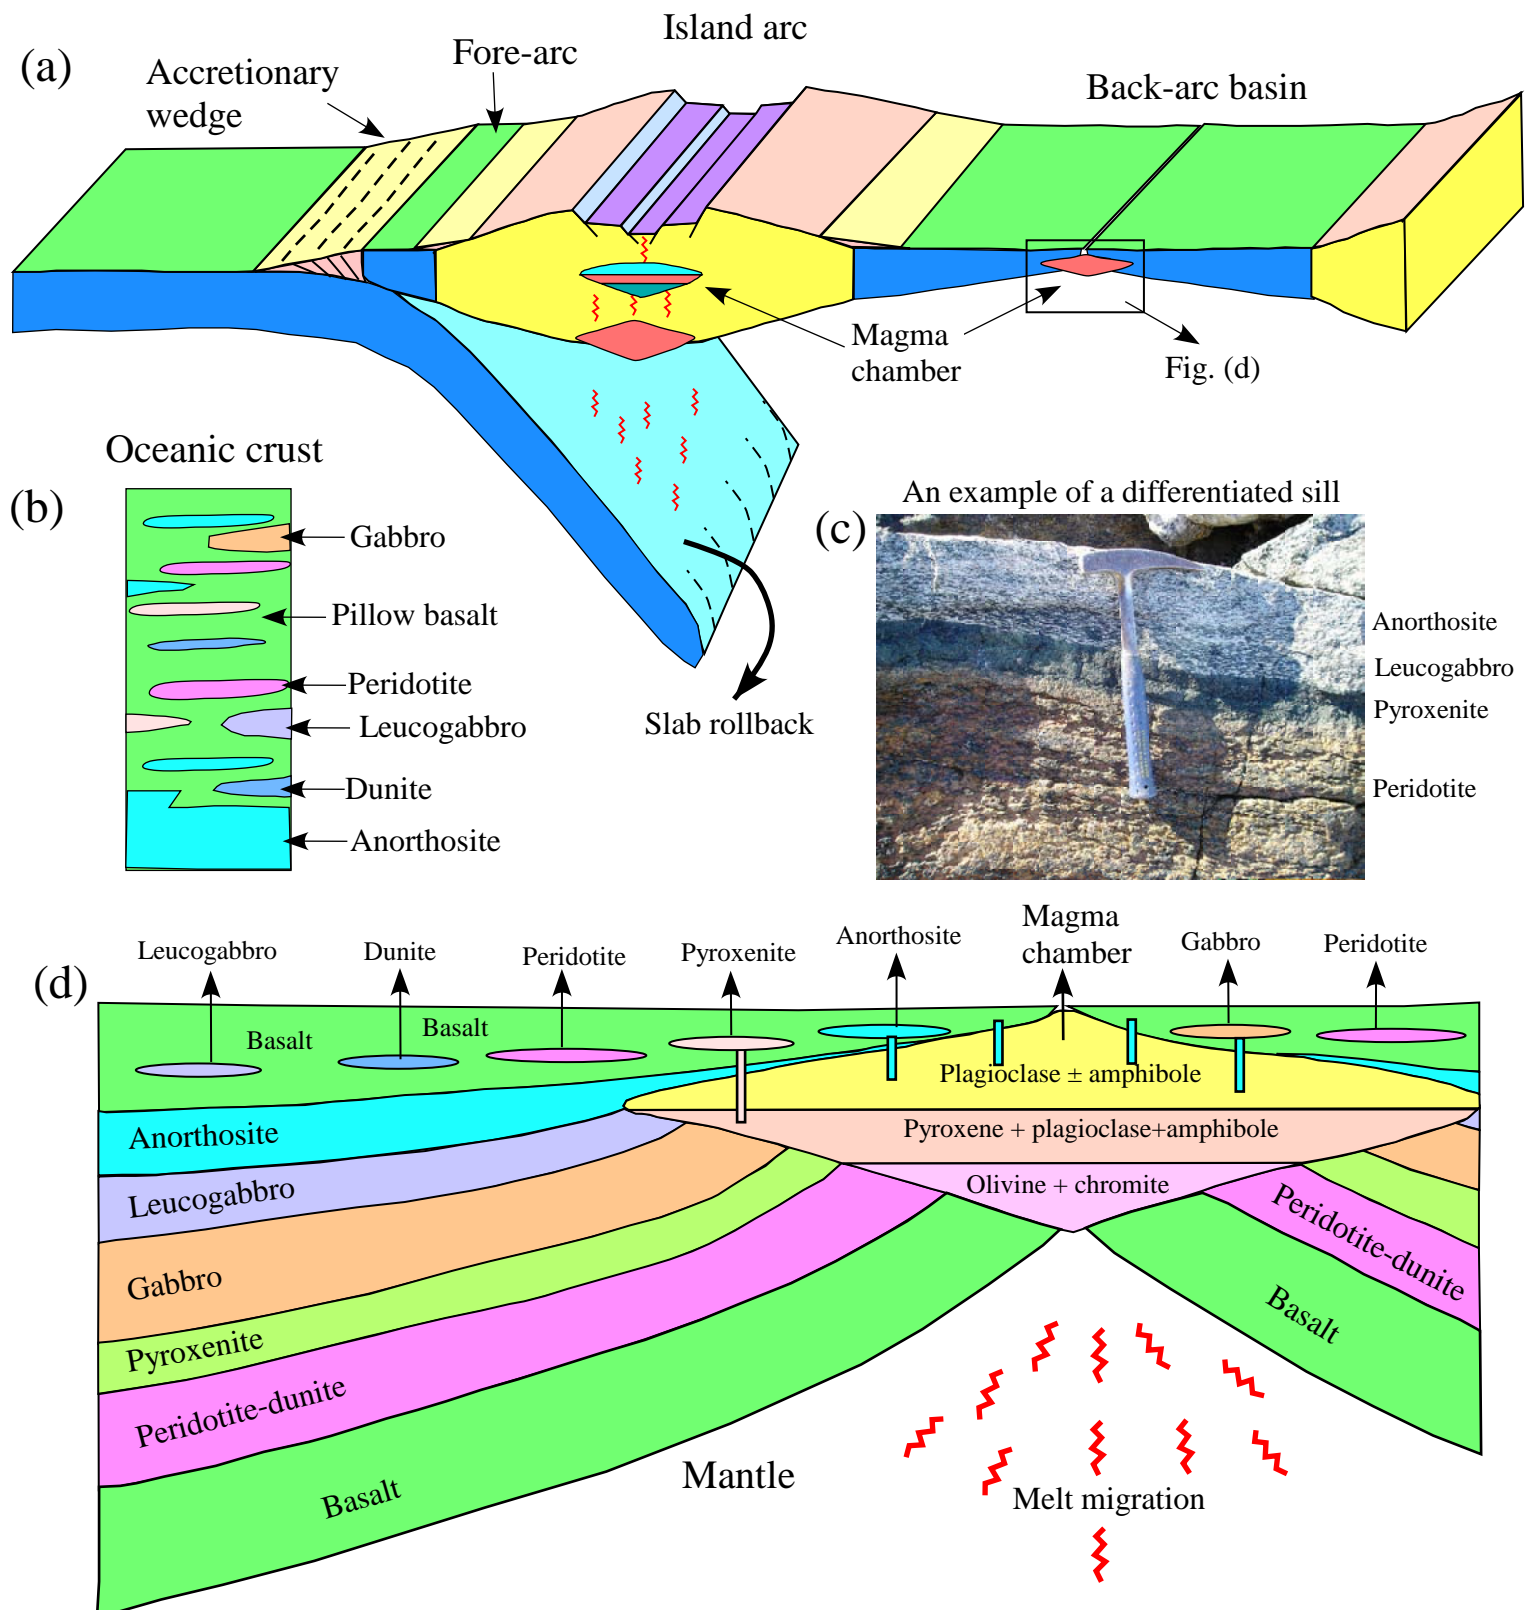 (a)
Accretionary
wedge
Fore-arc
Island arc
Back-arc basin
Magma
chamber
Fig. (d)
Slab rollback
Oceanic crust
(b)
Gabbro
Pillow basalt
Peridotite
Leucogabbro
Dunite
Anorthosite
An example of a differentiated sill
(c)
Anorthosite
Leucogabbro
Pyroxenite
Peridotite
(d)
Leucogabbro
Dunite
Peridotite
Pyroxenite
Anorthosite
Magma
chamber
Gabbro
Peridotite
Basalt
Basalt
Plagioclase ± amphibole
Pyroxene + plagioclase+amphibole
Olivine + chromite
Anorthosite
Leucogabbro
Gabbro
Pyroxenite
Peridotite-dunite
Basalt
Peridotite-dunite
Basalt
Mantle
Melt migration